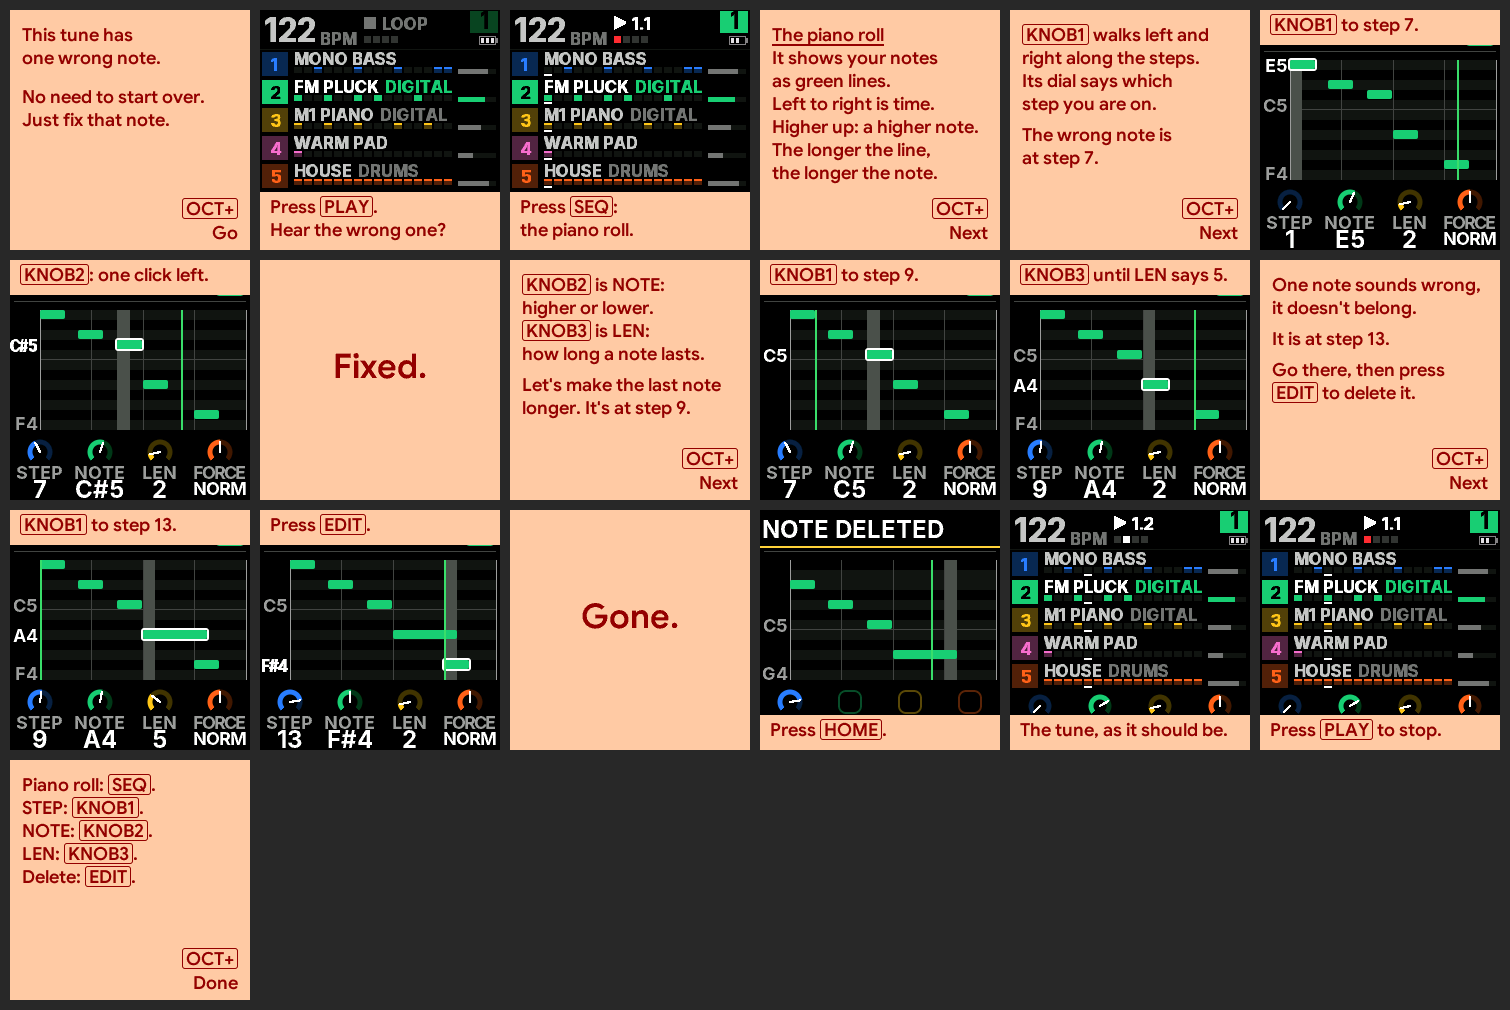 This tune has
one wrong note.
No need to start over.
Just fix that note.
OCT+
Go
122 BPM LOOP 1
1 MONO BASS
2 FM PLUCK DIGITAL
3 M1 PIANO DIGITAL
4 WARM PAD
5 HOUSE DRUMS
Press PLAY.
Hear the wrong one?
122 BPM 1.1 1
1 MONO BASS
2 FM PLUCK DIGITAL
3 M1 PIANO DIGITAL
4 WARM PAD
5 HOUSE DRUMS
Press SEQ:
the piano roll.
The piano roll
It shows your notes
as green lines.
Left to right is time.
Higher up: a higher note.
The longer the line,
the longer the note.
OCT+
Next
KNOB1 walks left and
right along the steps.
Its dial says which
step you are on.
The wrong note is
at step 7.
OCT+
Next
KNOB1 to step 7.
E5
C5
F4
STEP NOTE LEN FORCE
1 E5 2 NORM
KNOB2: one click left.
C#5
F4
STEP NOTE LEN FORCE
7 C#5 2 NORM
Fixed.
KNOB2 is NOTE:
higher or lower.
KNOB3 is LEN:
how long a note lasts.
Let's make the last note
longer. It's at step 9.
OCT+
Next
KNOB1 to step 9.
C5
STEP NOTE LEN FORCE
7 C5 2 NORM
KNOB3 until LEN says 5.
C5
A4
F4
STEP NOTE LEN FORCE
9 A4 2 NORM
One note sounds wrong,
it doesn't belong.
It is at step 13.
Go there, then press
EDIT to delete it.
OCT+
Next
KNOB1 to step 13.
C5
A4
F4
STEP NOTE LEN FORCE
9 A4 5 NORM
Press EDIT.
C5
F#4
STEP NOTE LEN FORCE
13 F#4 2 NORM
Gone.
NOTE DELETED
C5
G4
Press HOME.
122 BPM 1.2 1
1 MONO BASS
2 FM PLUCK DIGITAL
3 M1 PIANO DIGITAL
4 WARM PAD
5 HOUSE DRUMS
The tune, as it should be.
122 BPM 1.1 1
1 MONO BASS
2 FM PLUCK DIGITAL
3 M1 PIANO DIGITAL
4 WARM PAD
5 HOUSE DRUMS
Press PLAY to stop.
Piano roll: SEQ.
STEP: KNOB1.
NOTE: KNOB2.
LEN: KNOB3.
Delete: EDIT.
OCT+
Done